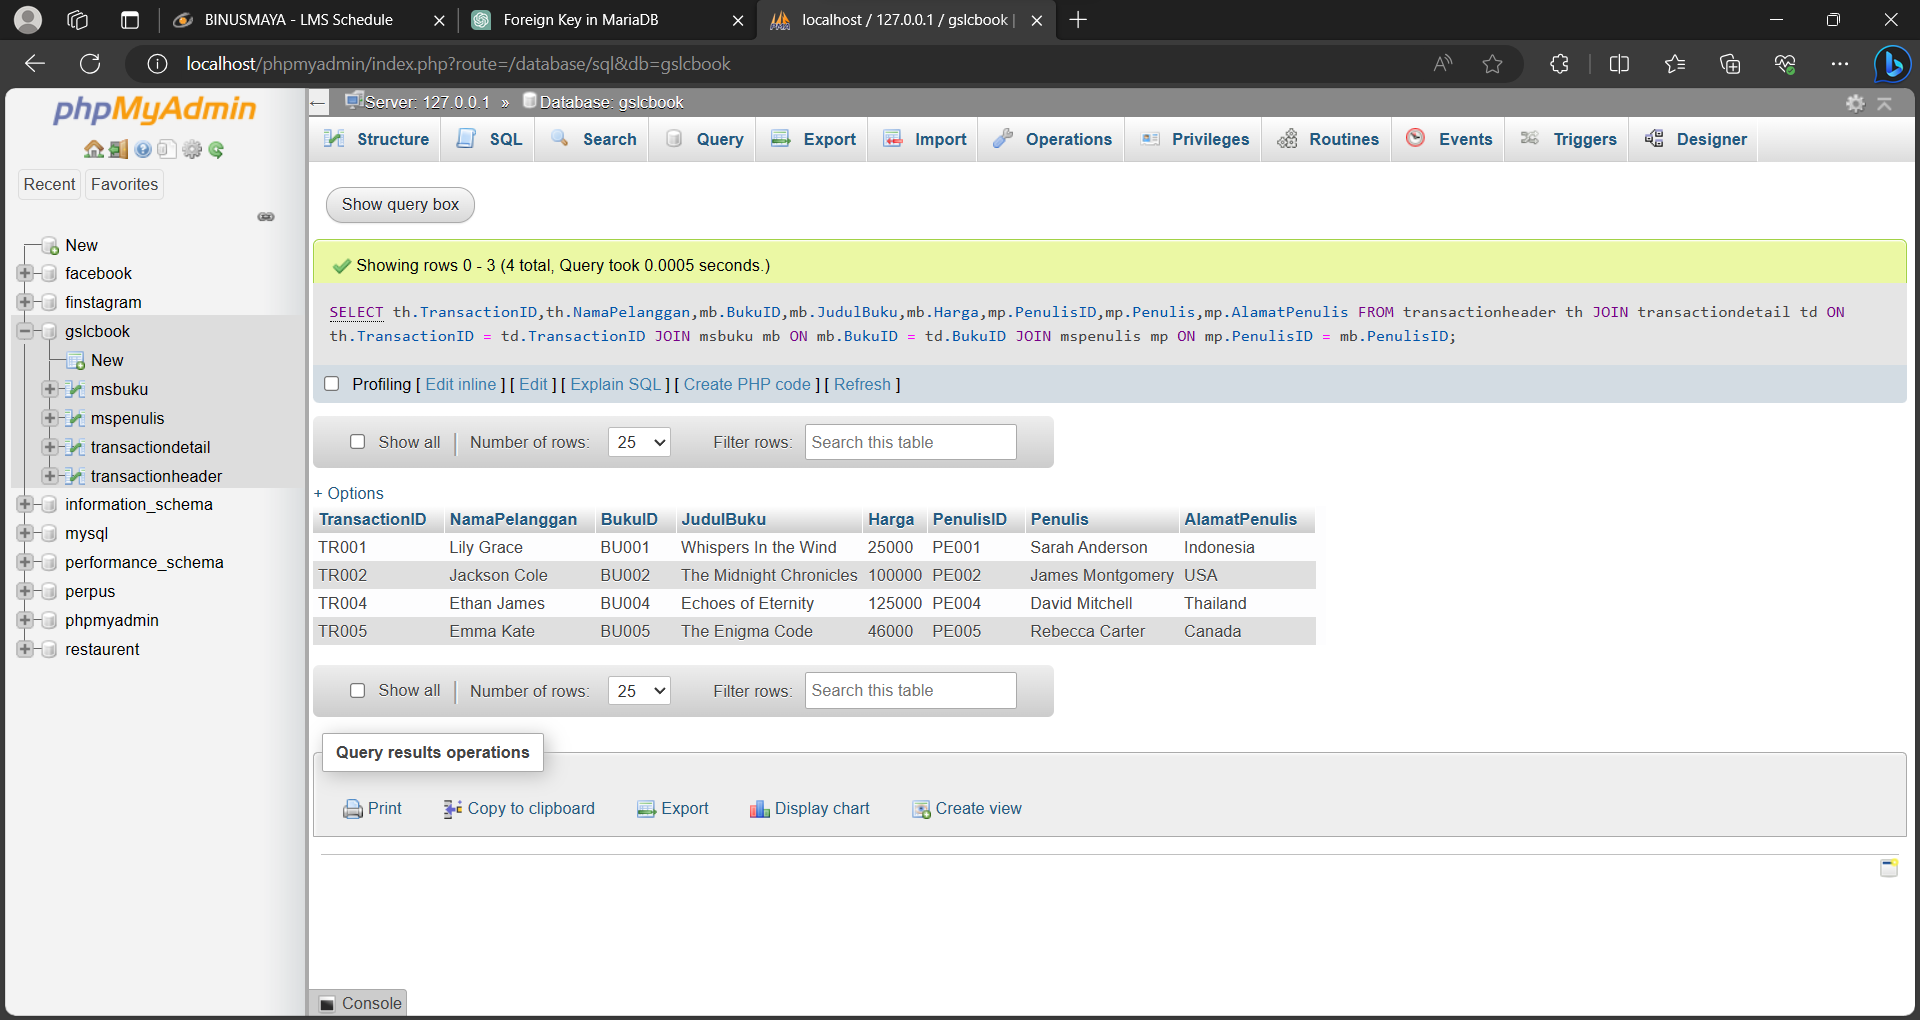 BINUSMAYA - LMS Schedule
Foreign Key in MariaDB
localhost / 127.0.0.1 / gslcbook |
localhost/phpmyadmin/index.php?route=/database/sql&db=gslcbook
phpMyAdmin
Recent Favorites
New
facebook
finstagram
gslcbook
New
msbuku
mspenulis
transactiondetail
transactionheader
information_schema
mysql
performance_schema
perpus
phpmyadmin
restaurent
Server: 127.0.0.1 » Database: gslcbook
Structure SQL Search Query Export Import Operations Privileges Routines Events Triggers Designer
Show query box
Showing rows 0 - 3 (4 total, Query took 0.0005 seconds.)
SELECT th.TransactionID,th.NamaPelanggan,mb.BukuID,mb.JudulBuku,mb.Harga,mp.PenulisID,mp.Penulis,mp.AlamatPenulis FROM transactionheader th JOIN transactiondetail td ON
th.TransactionID = td.TransactionID JOIN msbuku mb ON mb.BukuID = td.BukuID JOIN mspenulis mp ON mp.PenulisID = mb.PenulisID;
Profiling [ Edit inline ] [ Edit ] [ Explain SQL ] [ Create PHP code ] [ Refresh ]
Show all | Number of rows: 25 Filter rows: Search this table
+ Options
TransactionID NamaPelanggan BukuID JudulBuku Harga PenulisID Penulis AlamatPenulis
TR001 Lily Grace BU001 Whispers In the Wind 25000 PE001 Sarah Anderson Indonesia
TR002 Jackson Cole BU002 The Midnight Chronicles 100000 PE002 James Montgomery USA
TR004 Ethan James BU004 Echoes of Eternity 125000 PE004 David Mitchell Thailand
TR005 Emma Kate BU005 The Enigma Code 46000 PE005 Rebecca Carter Canada
Show all | Number of rows: 25 Filter rows: Search this table
Query results operations
Print Copy to clipboard Export Display chart Create view
Console